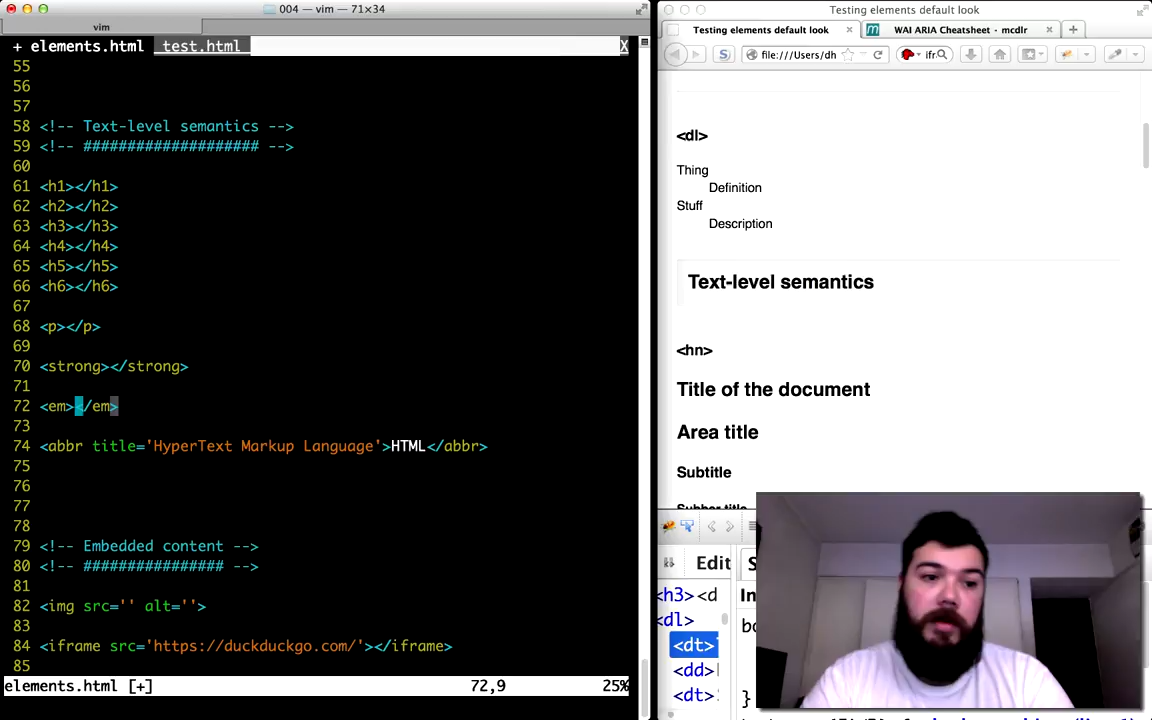 004 — vim — 71×34
vim
+ elements.html test.html X
55
56
57
58 <!-- Text-level semantics -->
59 <!-- #################### -->
60
61 <h1></h1>
62 <h2></h2>
63 <h3></h3>
64 <h4></h4>
65 <h5></h5>
66 <h6></h6>
67
68 <p></p>
69
70 <strong></strong>
71
72 <em></em>
73
74 <abbr title='HyperText Markup Language'>HTML</abbr>
75
76
77
78
79 <!-- Embedded content -->
80 <!-- ################ -->
81
82 <img src='' alt=''>
83
84 <iframe src='https://duckduckgo.com/'></iframe>
85
elements.html [+] 72,9 25%
Testing elements default look
Testing elements default look × WAI ARIA Cheatsheet - mcdlr × +
S file:///Users/dh ifr
<dl>
Thing
Definition
Stuff
Description
Text-level semantics
<hn>
Title of the document
Area title
Subtitle
Edit
<h3><d
<dl>
<dt>
<dd>
<dt>